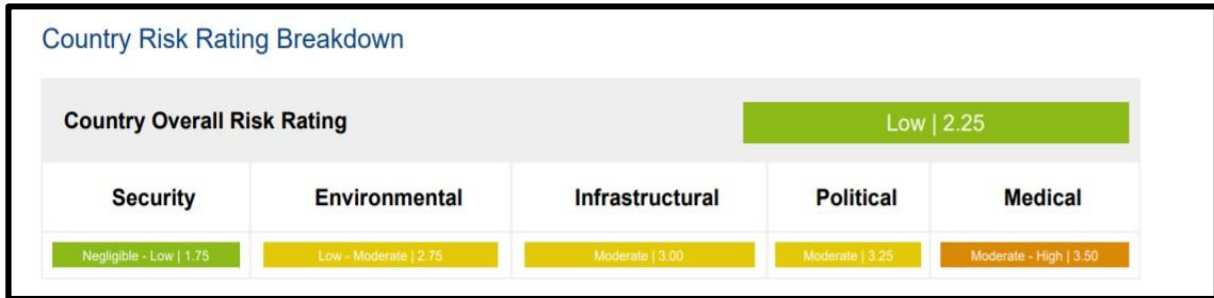 Country Risk Rating Breakdown
Country Overall Risk Rating Low | 2.25
Security Environmental Infrastructural Political Medical
Negligible - Low | 1.75 Low - Moderate | 2.75 Moderate | 3.00 Moderate | 3.25 Moderate - High | 3.50